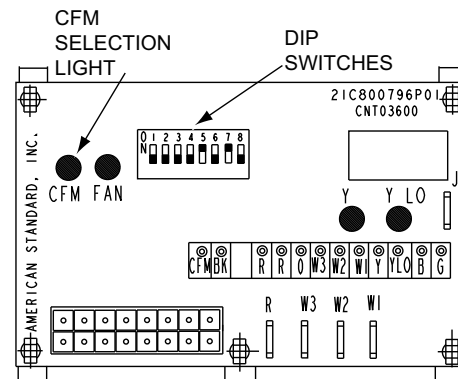 CFM
SELECTION
LIGHT
DIP
SWITCHES
21C800796P01
CNT03600
AMERICAN STANDARD, INC.
ON
1 2 3 4 5 6 7 8
CFM FAN
J
Y
Y LO
CFM BK R R O W3 W2 W1 Y YLO B G
R W3 W2 W1